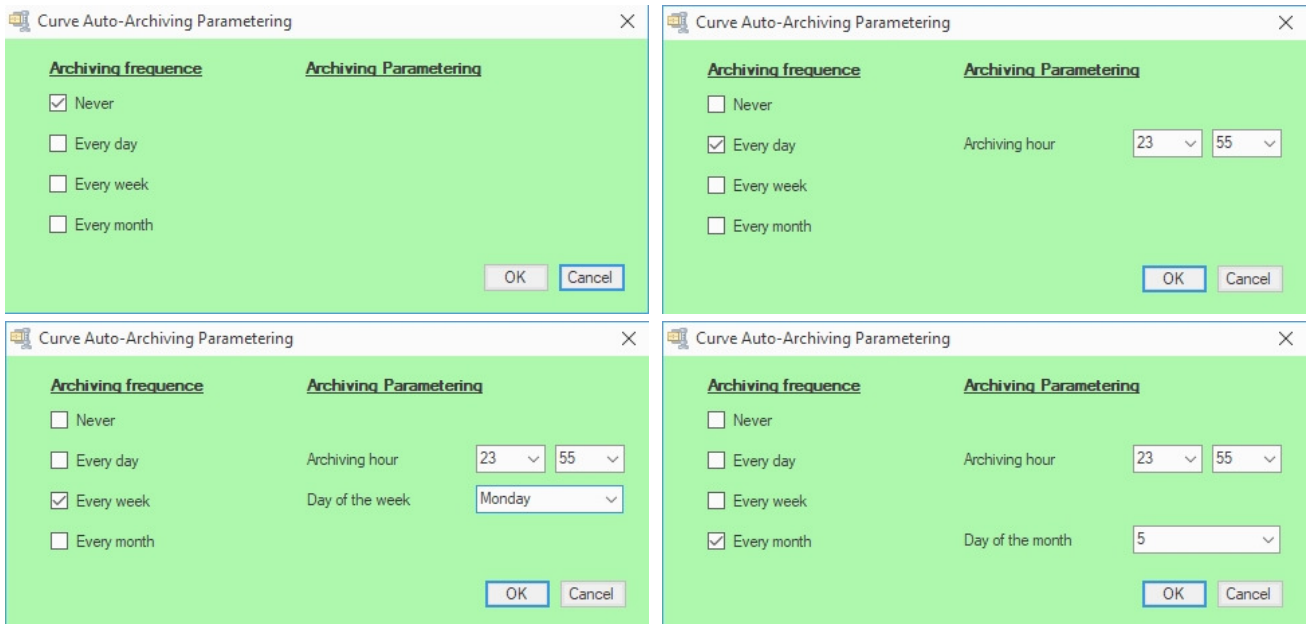 Curve Auto-Archiving Parametering
Archiving frequence Archiving Parametering
Never
Every day
Every week
Every month
OK Cancel
Curve Auto-Archiving Parametering
Archiving frequence Archiving Parametering
Never
Every day Archiving hour 23 55
Every week
Every month
OK Cancel
Curve Auto-Archiving Parametering
Archiving frequence Archiving Parametering
Never
Every day Archiving hour 23 55
Every week Day of the week Monday
Every month
OK Cancel
Curve Auto-Archiving Parametering
Archiving frequence Archiving Parametering
Never
Every day Archiving hour 23 55
Every week
Every month Day of the month 5
OK Cancel